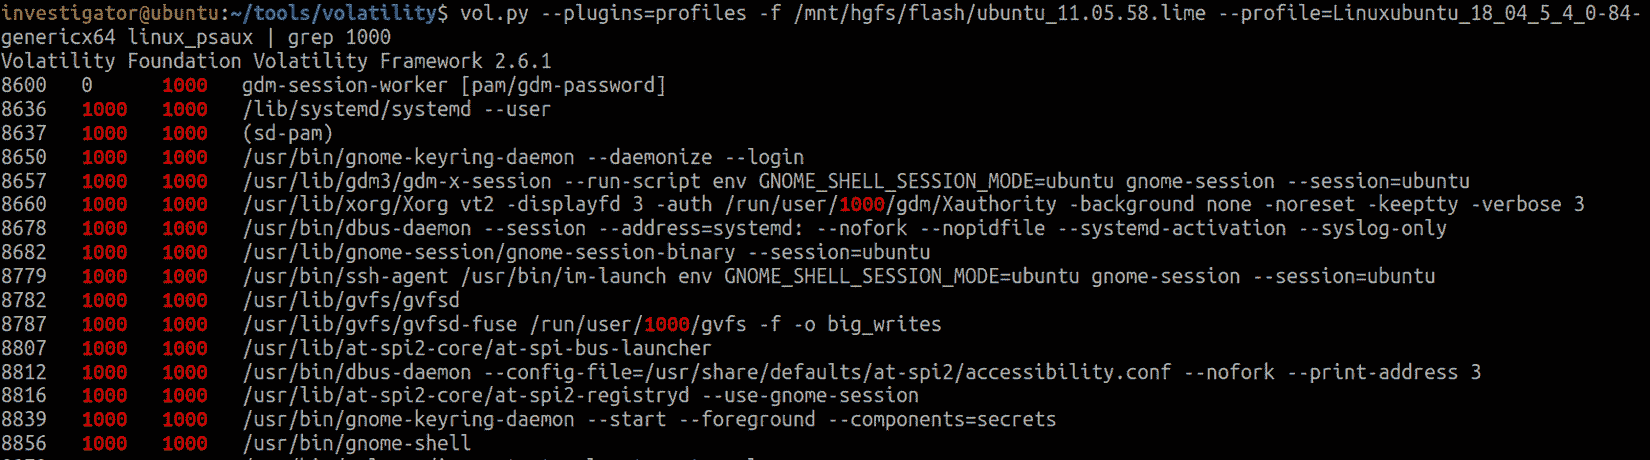 investigator@ubuntu:~/tools/volatility$ vol.py --plugins=profiles -f /mnt/hgfs/flash/ubuntu_11.05.58.lime --profile=Linuxubuntu_18_04_5_4_0-84-
genericx64 linux_psaux | grep 1000
Volatility Foundation Volatility Framework 2.6.1
8600   0      1000   gdm-session-worker [pam/gdm-password]
8636   1000   1000   /lib/systemd/systemd --user
8637   1000   1000   (sd-pam)
8650   1000   1000   /usr/bin/gnome-keyring-daemon --daemonize --login
8657   1000   1000   /usr/lib/gdm3/gdm-x-session --run-script env GNOME_SHELL_SESSION_MODE=ubuntu gnome-session --session=ubuntu
8660   1000   1000   /usr/lib/xorg/Xorg vt2 -displayfd 3 -auth /run/user/1000/gdm/Xauthority -background none -noreset -keeptty -verbose 3
8678   1000   1000   /usr/bin/dbus-daemon --session --address=systemd: --nofork --nopidfile --systemd-activation --syslog-only
8682   1000   1000   /usr/lib/gnome-session/gnome-session-binary --session=ubuntu
8779   1000   1000   /usr/bin/ssh-agent /usr/bin/im-launch env GNOME_SHELL_SESSION_MODE=ubuntu gnome-session --session=ubuntu
8782   1000   1000   /usr/lib/gvfs/gvfsd
8787   1000   1000   /usr/lib/gvfs/gvfsd-fuse /run/user/1000/gvfs -f -o big_writes
8807   1000   1000   /usr/lib/at-spi2-core/at-spi-bus-launcher
8812   1000   1000   /usr/bin/dbus-daemon --config-file=/usr/share/defaults/at-spi2/accessibility.conf --nofork --print-address 3
8816   1000   1000   /usr/lib/at-spi2-core/at-spi2-registryd --use-gnome-session
8839   1000   1000   /usr/bin/gnome-keyring-daemon --start --foreground --components=secrets
8856   1000   1000   /usr/bin/gnome-shell